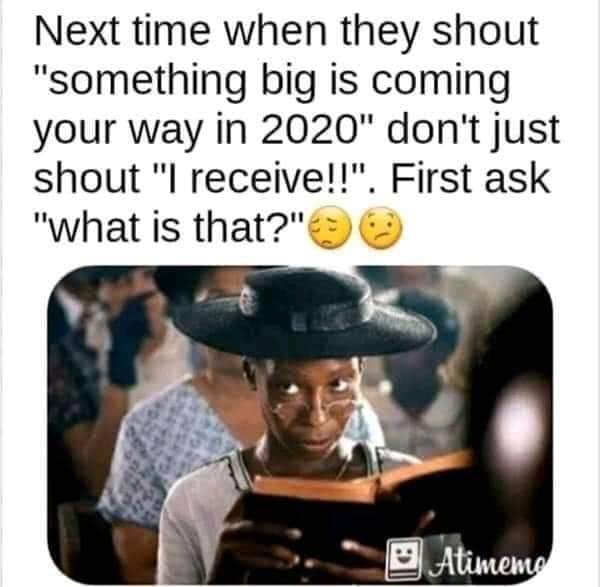 Next time when they shout
"something big is coming
your way in 2020" don't just
shout "I receive!!". First ask
"what is that?"😔😕
Atimeme